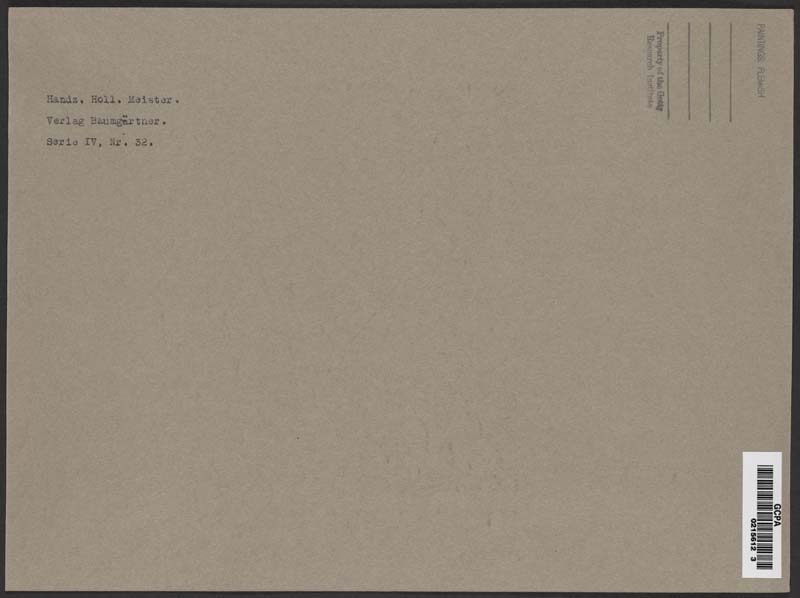 Handz. Holl. Meister.
Verlag Baumgärtner.
Serie IV, Nr. 32.
Property of the Getty
Research Institute
PAINTINGS FLEMISH
GCPA
0215612 3